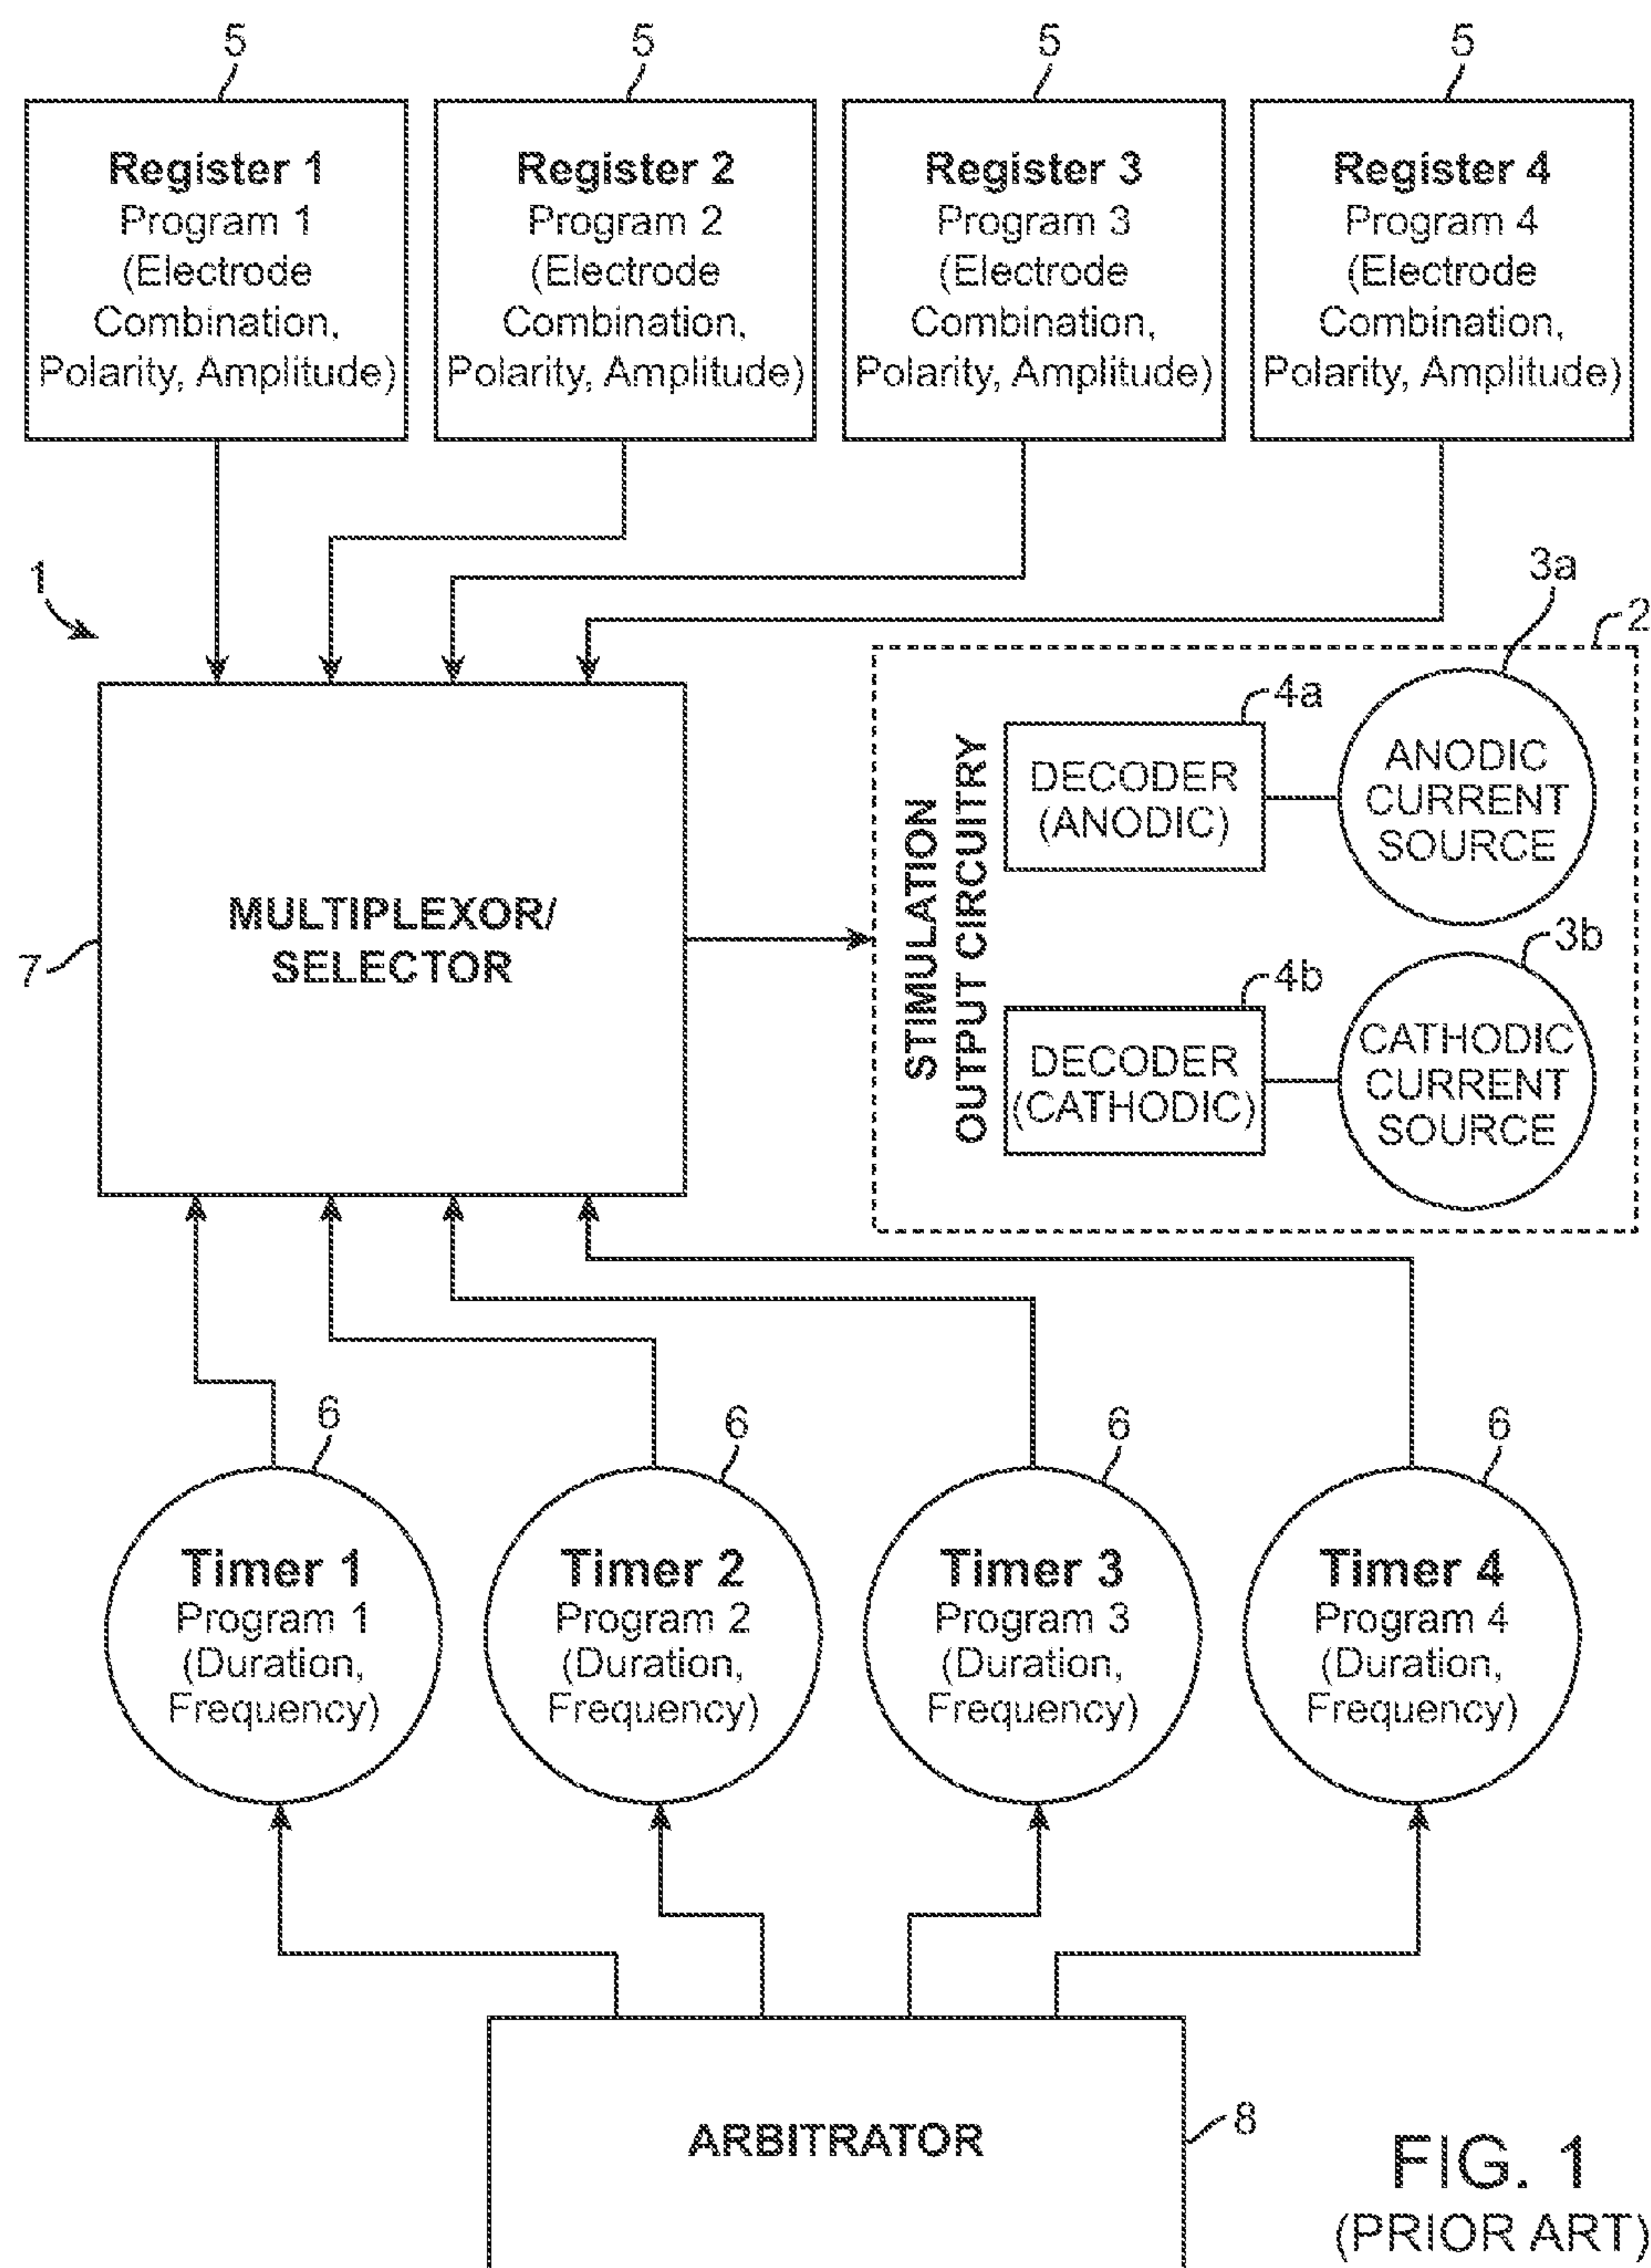 5
5
5
5
Register 1
Program 1
(Electrode
Combination,
Polarity, Amplitude)
Register 2
Program 2
(Electrode
Combination,
Polarity, Amplitude)
Register 3
Program 3
(Electrode
Combination,
Polarity, Amplitude)
Register 4
Program 4
(Electrode
Combination,
Polarity, Amplitude)
1
3a
2
4a
MULTIPLEXOR/
SELECTOR
7
STIMULATION
OUTPUT CIRCUITRY
DECODER
(ANODIC)
ANODIC
CURRENT
SOURCE
3b
4b
DECODER
(CATHODIC)
CATHODIC
CURRENT
SOURCE
6
6
6
6
Timer 1
Program 1
(Duration,
Frequency)
Timer 2
Program 2
(Duration,
Frequency)
Timer 3
Program 3
(Duration,
Frequency)
Timer 4
Program 4
(Duration,
Frequency)
ARBITRATOR
8
FIG. 1
(PRIOR ART)